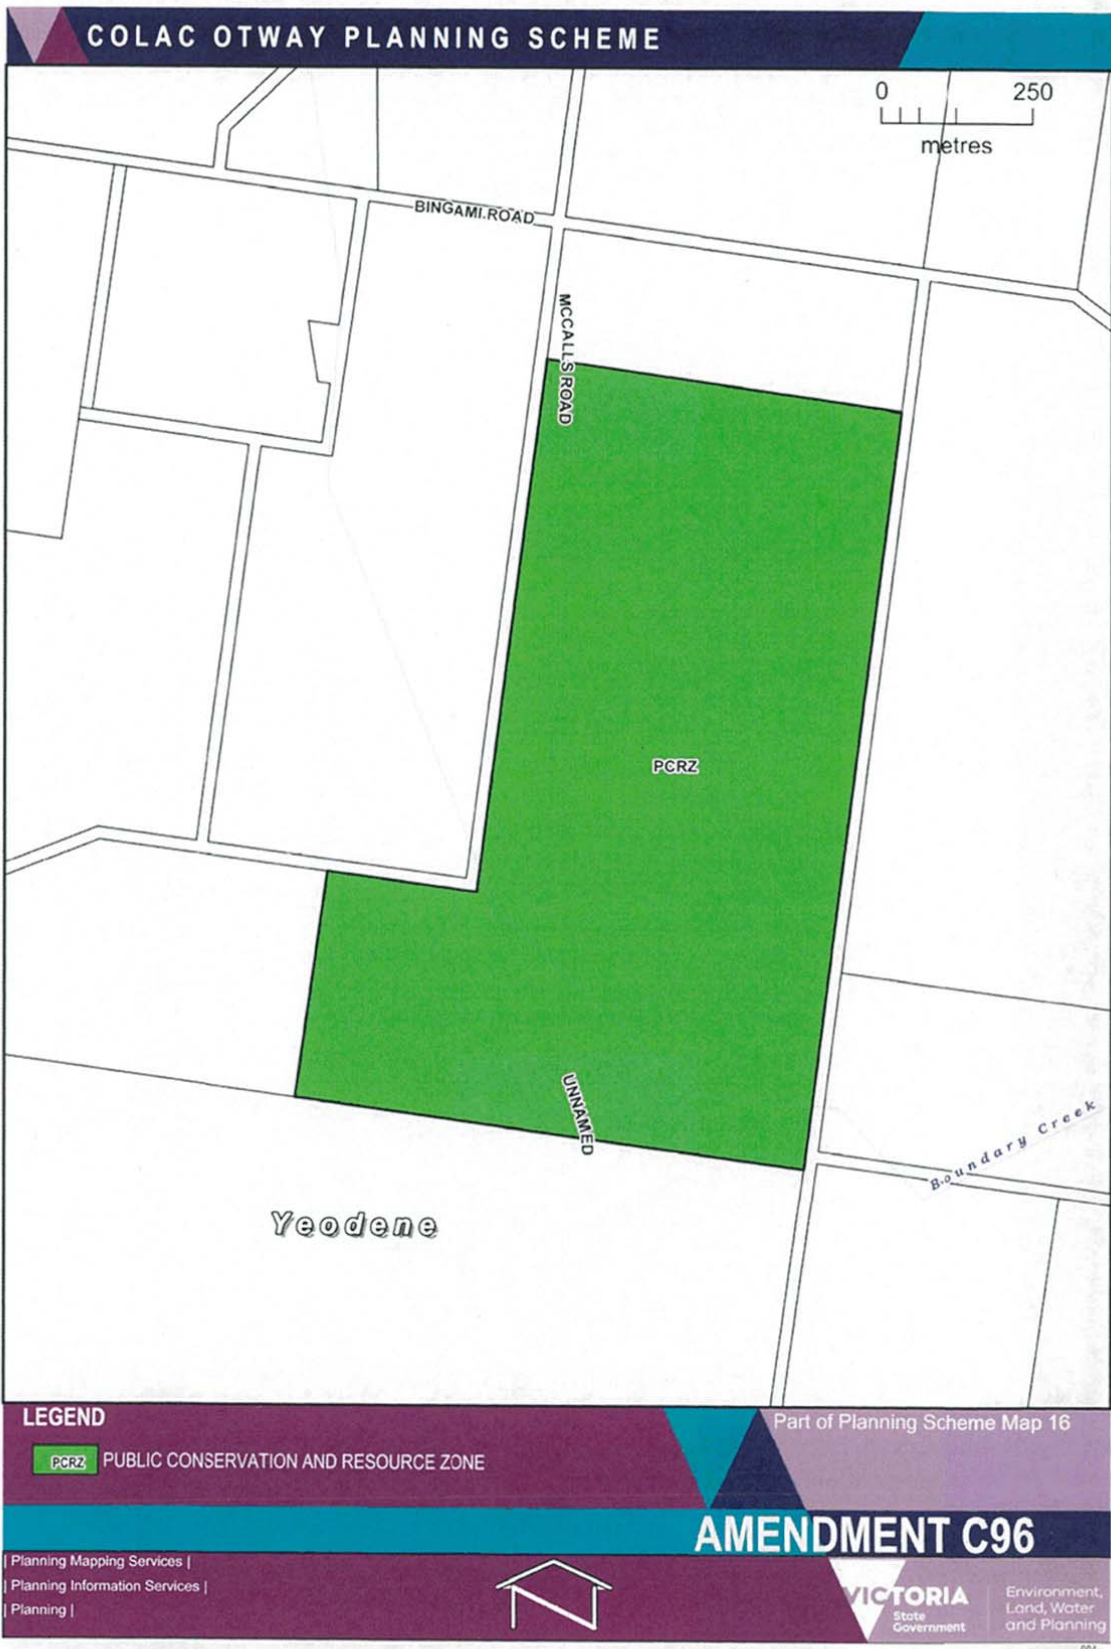 COLAC OTWAY PLANNING SCHEME
0 250
metres
BINGAMI ROAD
MCCALLS ROAD
PCRZ
UNNAMED
Boundary Creek
Yeodene
LEGEND
PCRZ PUBLIC CONSERVATION AND RESOURCE ZONE
Part of Planning Scheme Map 16
AMENDMENT C96
| Planning Mapping Services |
| Planning Information Services |
| Planning |
N
VICTORIA
State
Government
Environment,
Land, Water
and Planning